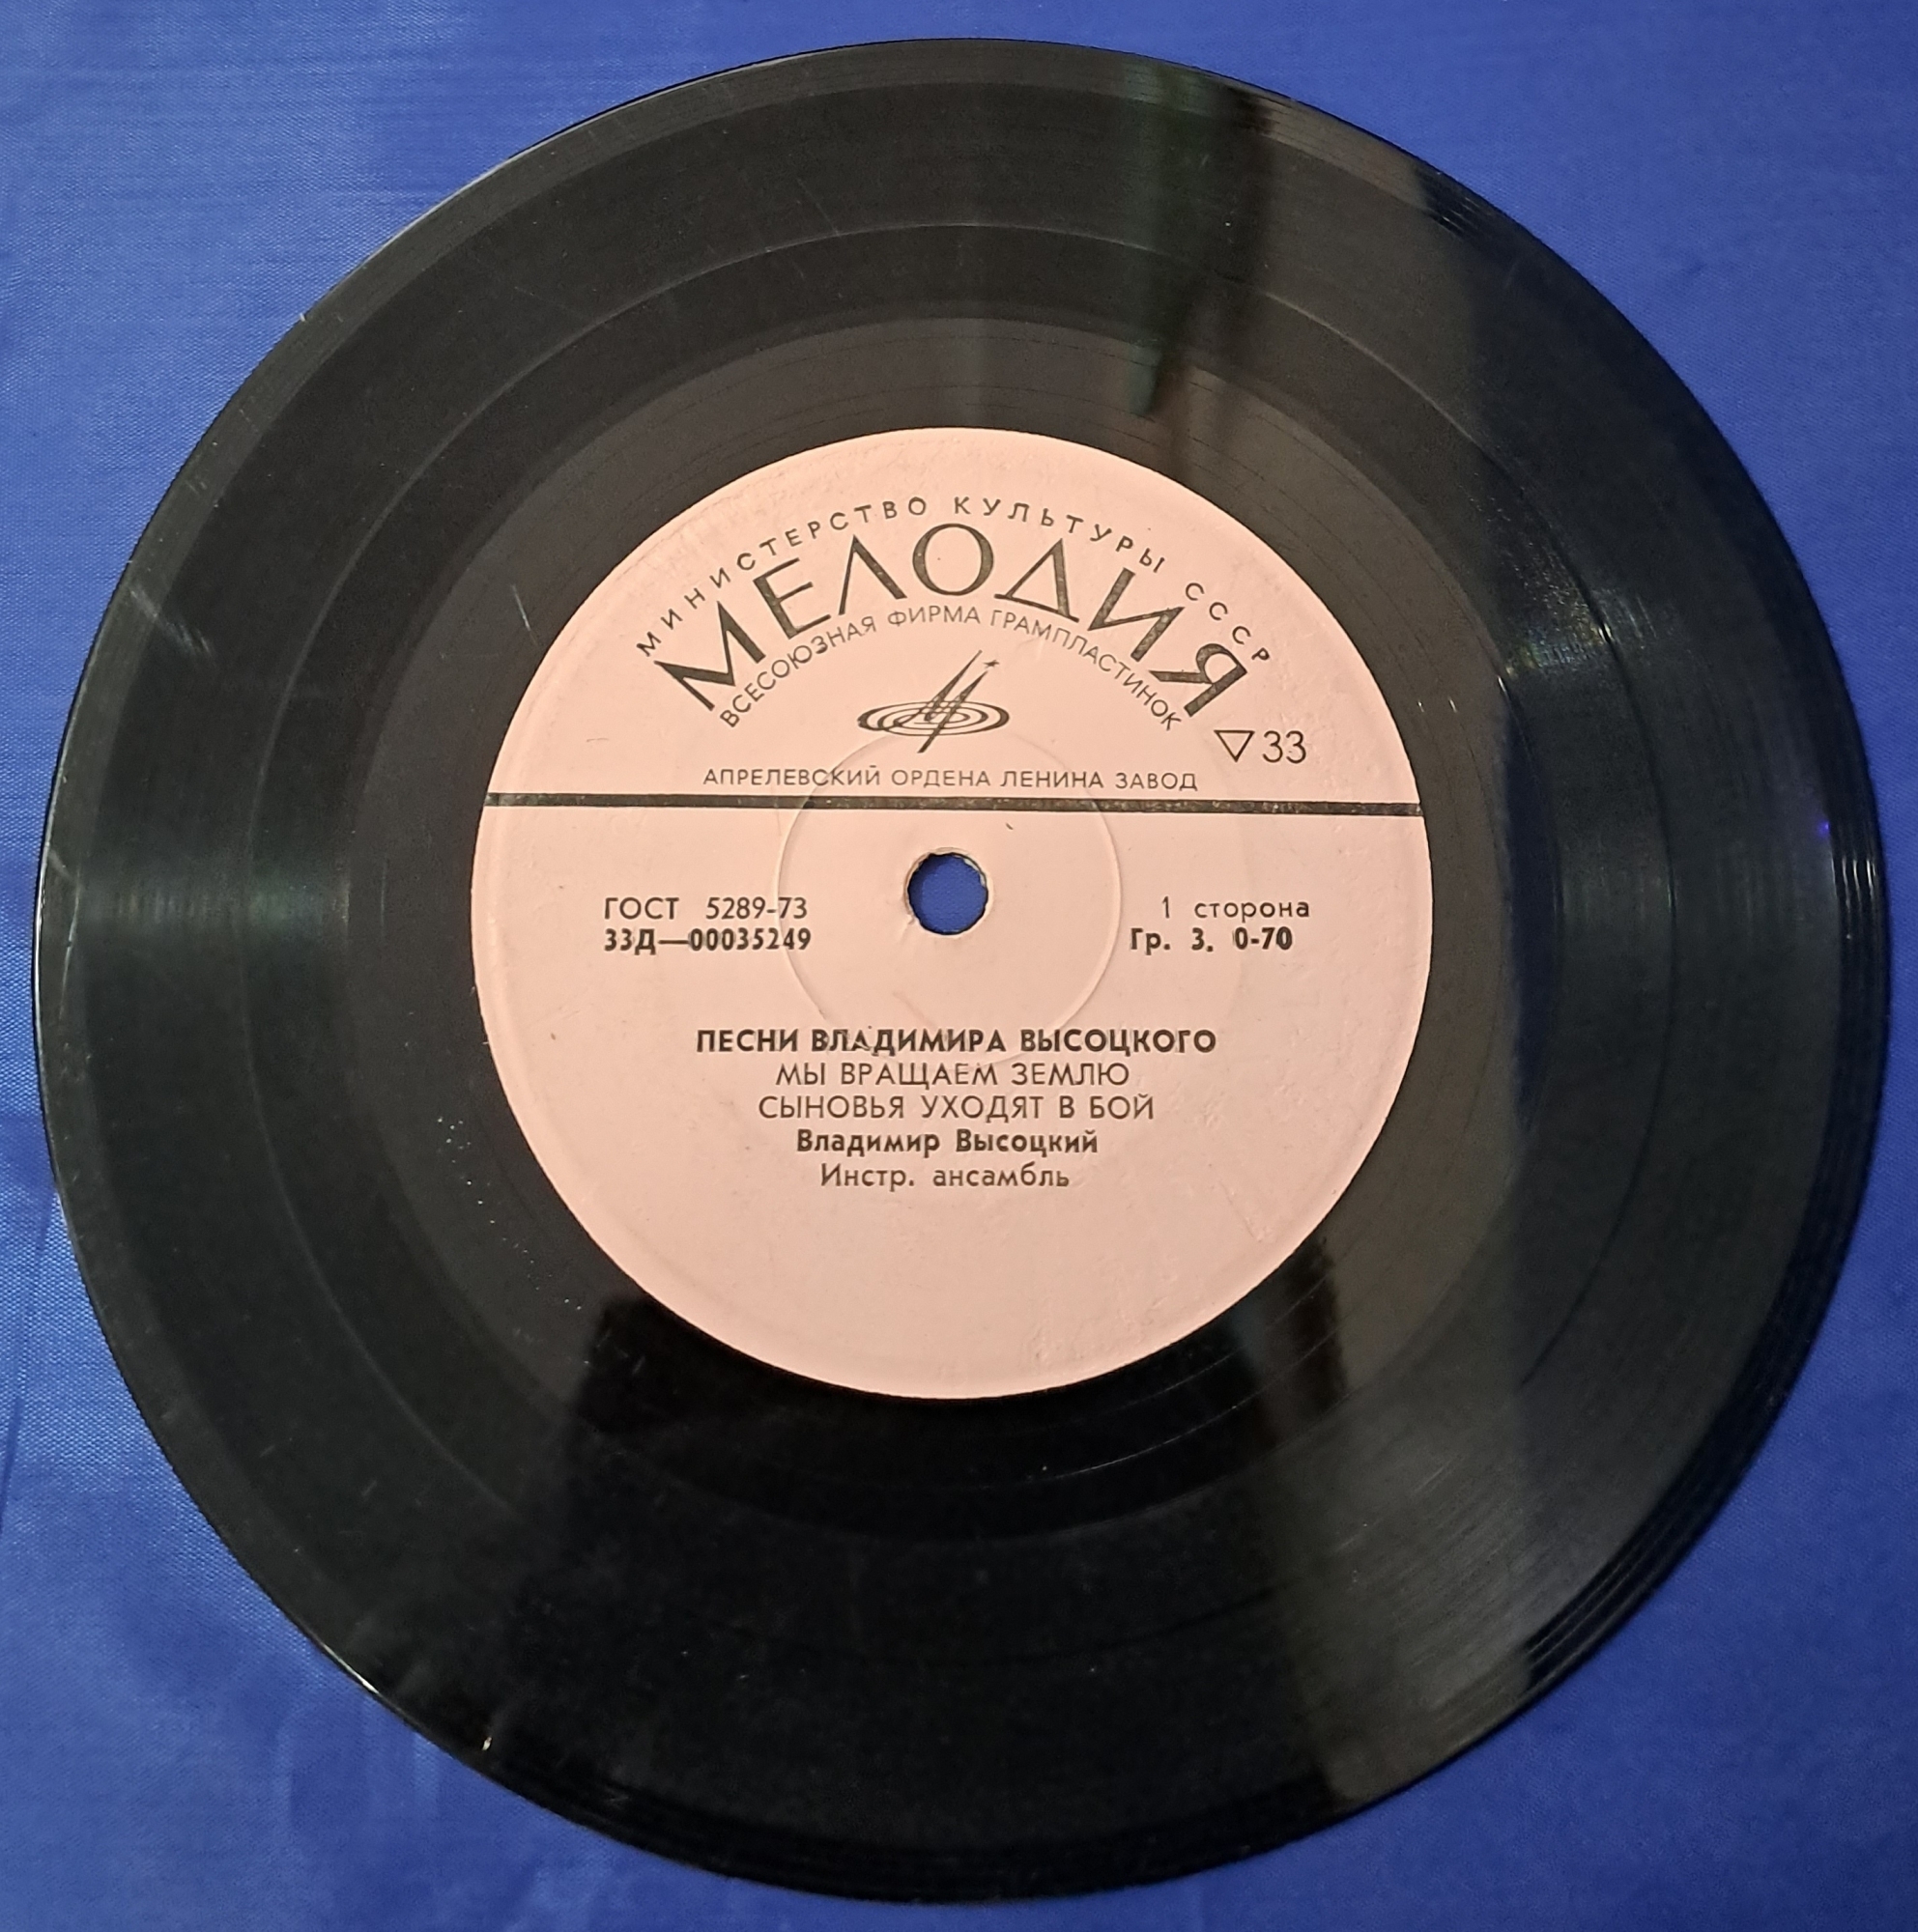 МИНИСТЕРСТВО КУЛЬТУРЫ СССР
МЕЛОДИЯ
ВСЕСОЮЗНАЯ ФИРМА ГРАМПЛАСТИНОК
▽33
АПРЕЛЕВСКИЙ ОРДЕНА ЛЕНИНА ЗАВОД
ГОСТ 5289-73
33Д—00035249
1 сторона
Гр. 3. 0-70
ПЕСНИ ВЛАДИМИРА ВЫСОЦКОГО
МЫ ВРАЩАЕМ ЗЕМЛЮ
СЫНОВЬЯ УХОДЯТ В БОЙ
Владимир Высоцкий
Инстр. ансамбль